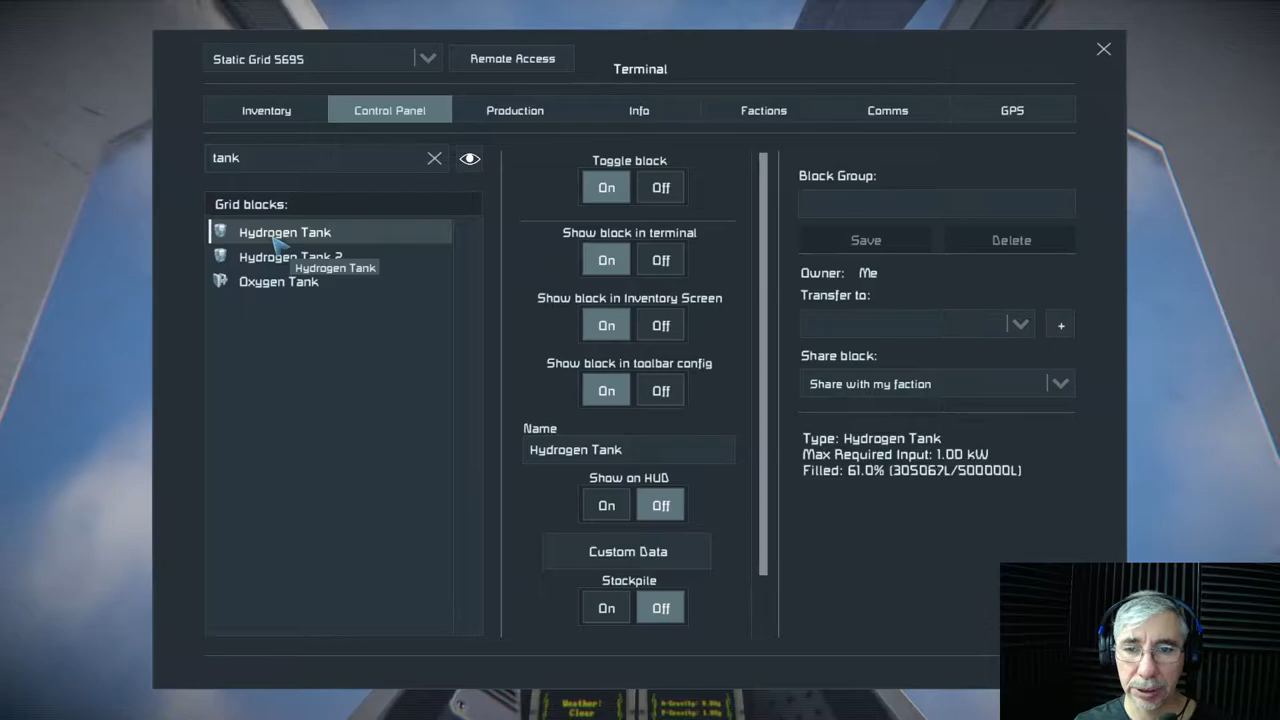 Static Grid 5695
Remote Access
Terminal
Inventory
Control Panel
Production
Info
Factions
Comms
GPS
tank
Grid blocks:
Hydrogen Tank
Hydrogen Tank 2
Hydrogen Tank
Oxygen Tank
Toggle block
On Off
Show block in terminal
On Off
Show block in Inventory Screen
On Off
Show block in toolbar config
On Off
Name
Hydrogen Tank
Show on HUD
On Off
Custom Data
Stockpile
On Off
Block Group:
Save Delete
Owner: Me
Transfer to:
+
Share block:
Share with my faction
Type: Hydrogen Tank
Max Required Input: 1.00 kW
Filled: 61.0% (305067L/500000L)
Weather:
Clear